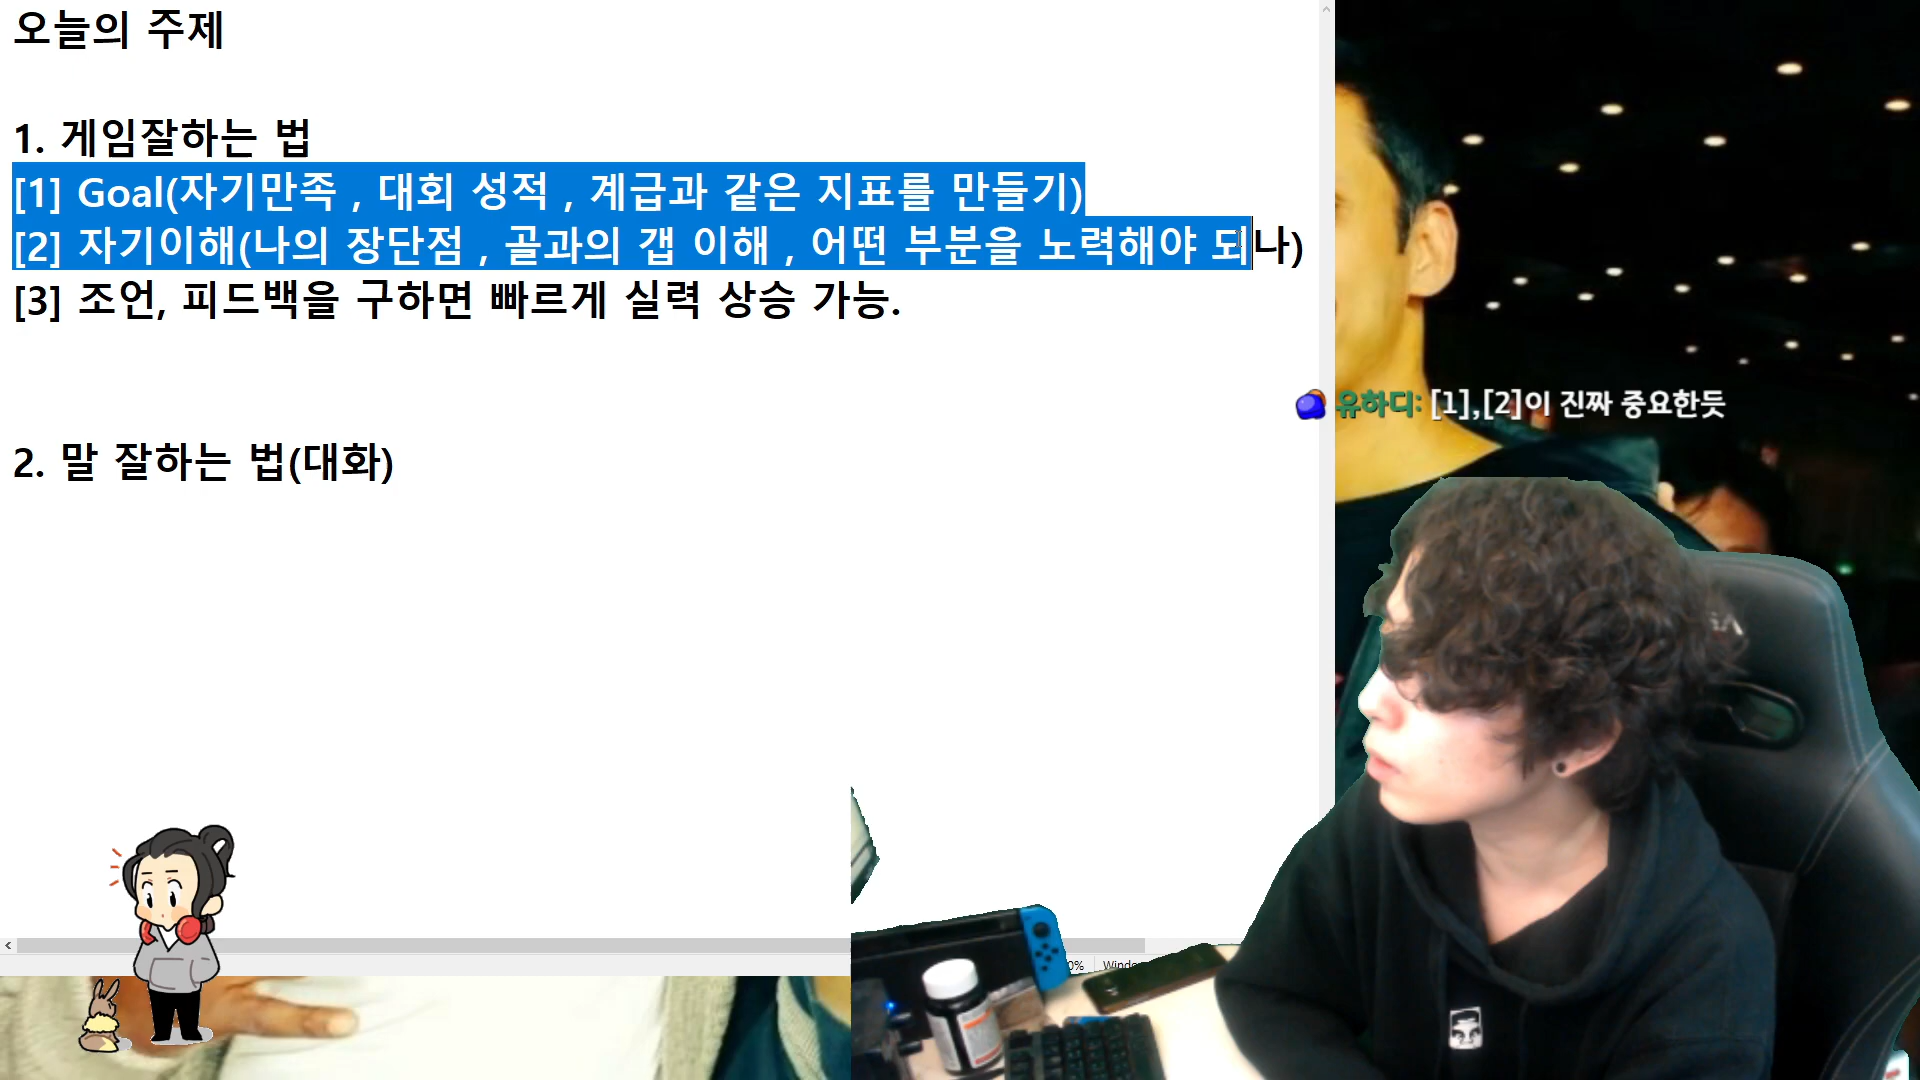 오늘의 주제
1. 게임잘하는 법
[1] Goal(자기만족 , 대회 성적 , 계급과 같은 지표를 만들기)
[2] 자기이해(나의 장단점 , 골과의 갭 이해 , 어떤 부분을 노력해야 되나)
[3] 조언, 피드백을 구하면 빠르게 실력 상승 가능.
유하디: [1],[2]이 진짜 중요한듯
2. 말 잘하는 법(대화)
0% Windo